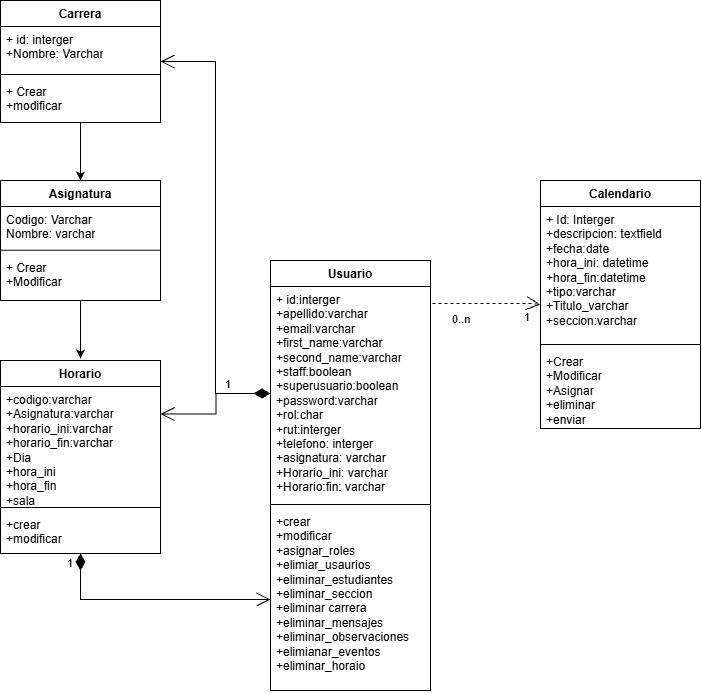 Carrera
+ id: interger
+Nombre: Varchar
+ Crear
+modificar
Asignatura
Codigo: Varchar
Nombre: varchar
+ Crear
+Modificar
Horario
+codigo:varchar
+Asignatura:varchar
+horario_ini:varchar
+horario_fin:varchar
+Dia
+hora_ini
+hora_fin
+sala
+crear
+modificar
1
1
Usuario
+ id:interger
+apellido:varchar
+email:varchar
+first_name:varchar
+second_name:varchar
+staff:boolean
+superusuario:boolean
+password:varchar
+rol:char
+rut:interger
+telefono: interger
+asignatura: varchar
+Horario_ini: varchar
+Horario:fin: varchar
+crear
+modificar
+asignar_roles
+elimiar_usaurios
+eliminar_estudiantes
+eliminar_seccion
+eliminar carrera
+eliminar_mensajes
+eliminar_observaciones
+elimianar_eventos
+eliminar_horaio
0..n
1
Calendario
+ Id: Interger
+descripcion: textfield
+fecha:date
+hora_ini: datetime
+hora_fin:datetime
+tipo:varchar
+Titulo_varchar
+seccion:varchar
+Crear
+Modificar
+Asignar
+eliminar
+enviar